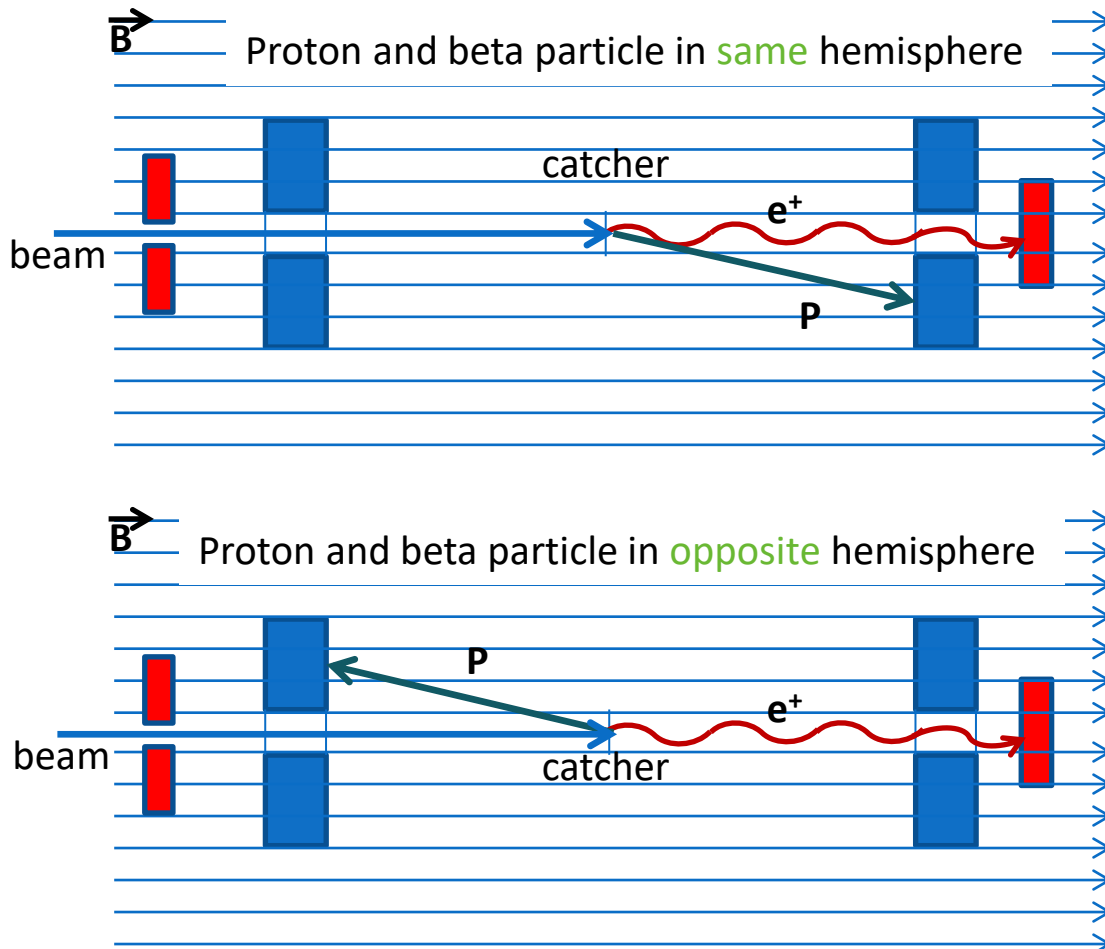 B
Proton and beta particle in same hemisphere
catcher
e+
beam
P
B
Proton and beta particle in opposite hemisphere
P
e+
beam
catcher